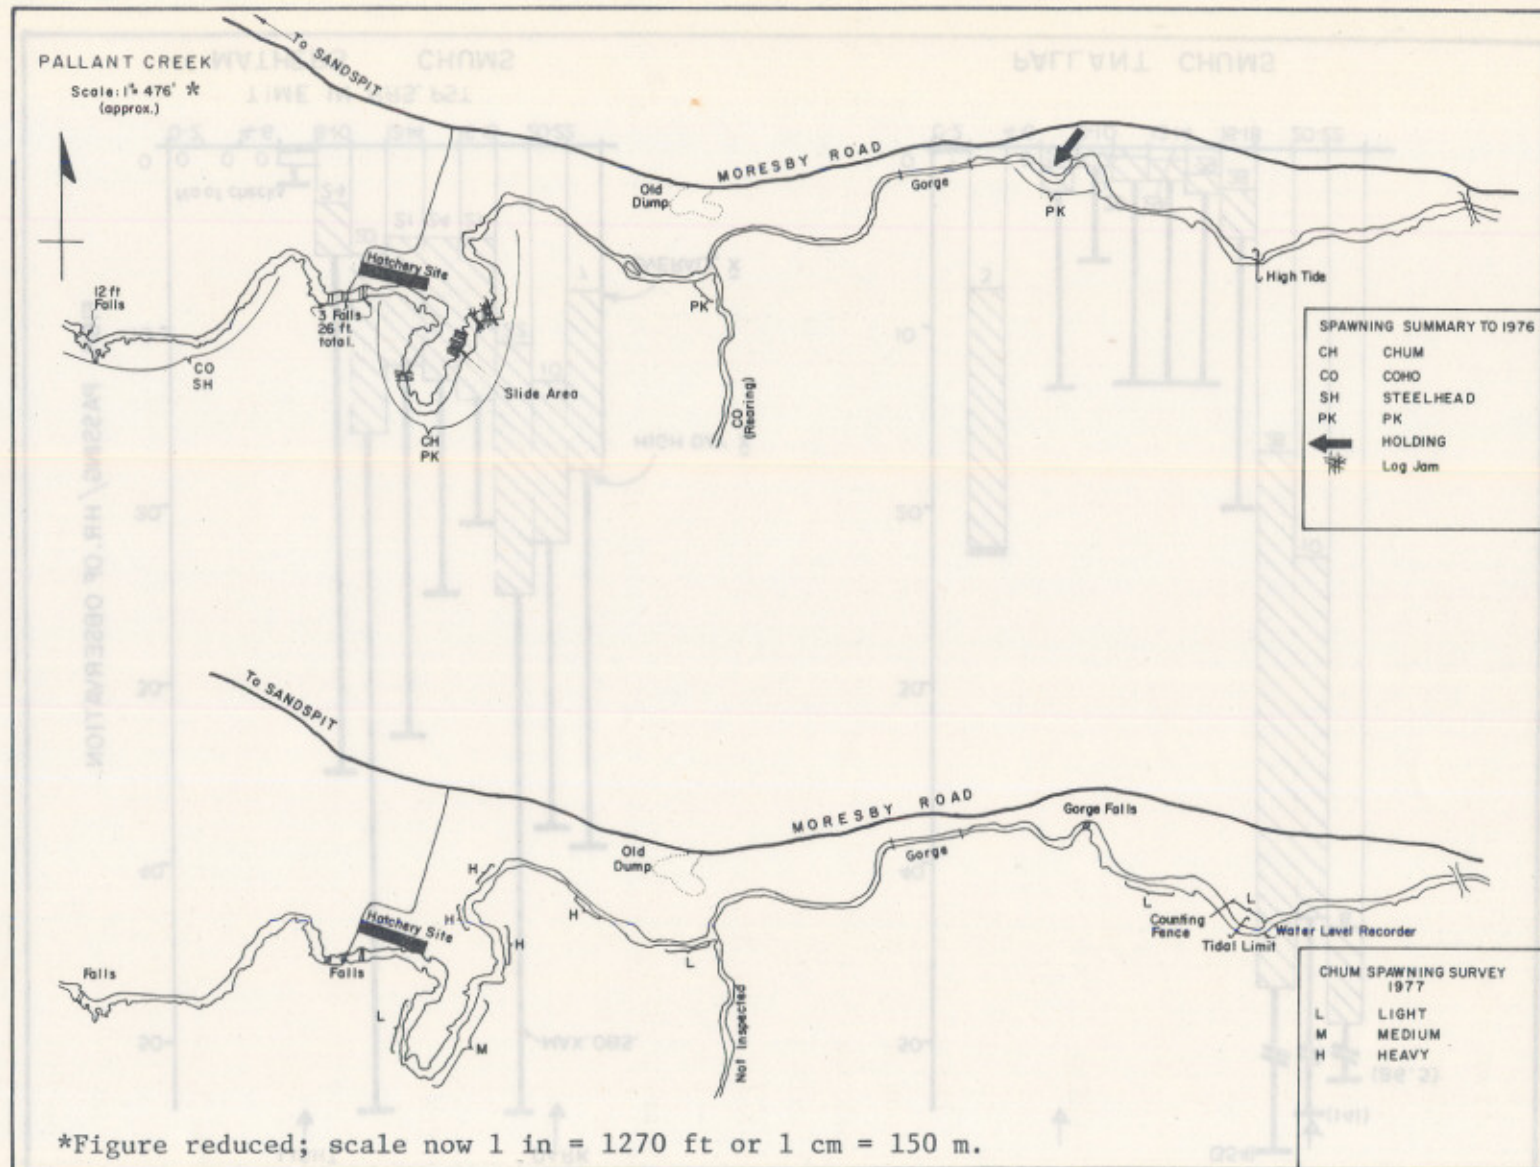 PALLANT CREEK
Scale: 1"= 476' *
(approx.)
To SANDSPIT
MORESBY ROAD
Old
Dump
Gorge
PK
High Tide
Hatchery Site
12 ft
Falls
3 Falls
26 ft.
total.
CO
SH
Slide Area
CH
PK
PK
CO
(Rearing)
SPAWNING SUMMARY TO 1976
CH CHUM
CO COHO
SH STEELHEAD
PK PK
HOLDING
Log Jam
To SANDSPIT
MORESBY ROAD
Old
Dump
Gorge
Gorge Falls
H
H
H
H
L
L
L
Counting
Fence
Tidal Limit
Water Level Recorder
Hatchery Site
Falls
Falls
L
M
Not Inspected
CHUM SPAWNING SURVEY
1977
L LIGHT
M MEDIUM
H HEAVY
*Figure reduced; scale now 1 in = 1270 ft or 1 cm = 150 m.